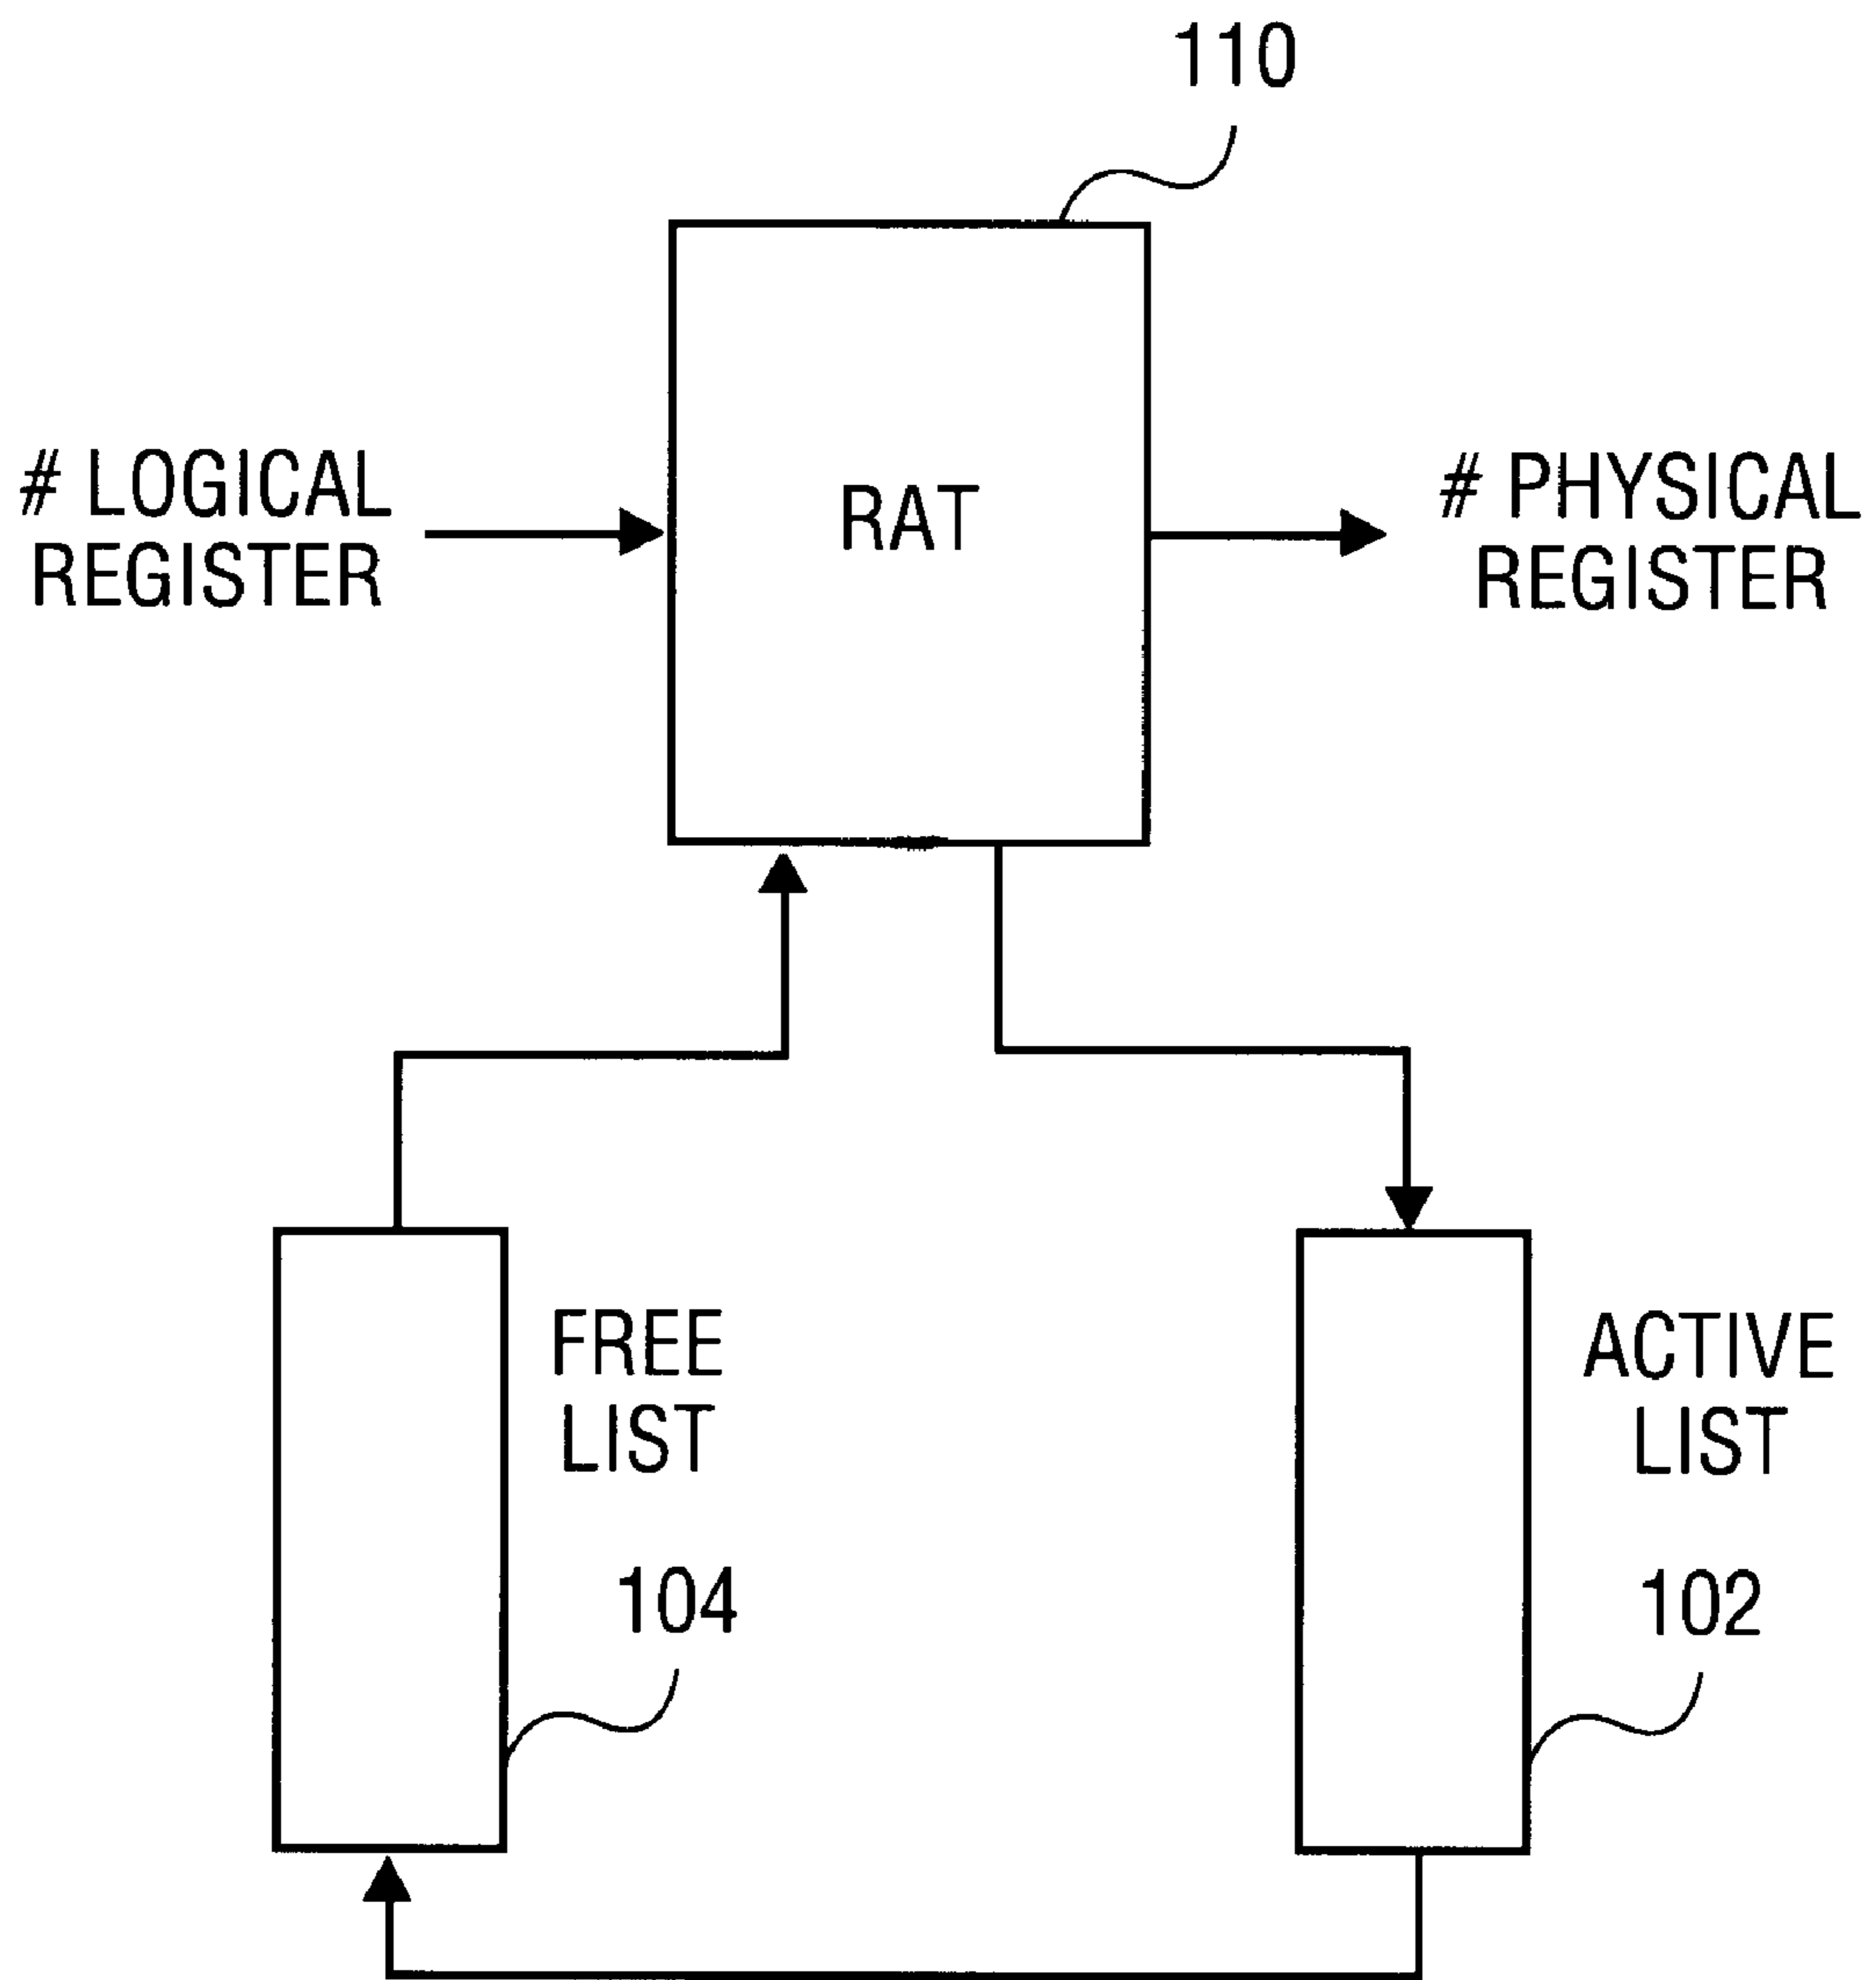 110
# LOGICAL
REGISTER
RAT
# PHYSICAL
REGISTER
FREE
LIST
104
ACTIVE
LIST
102